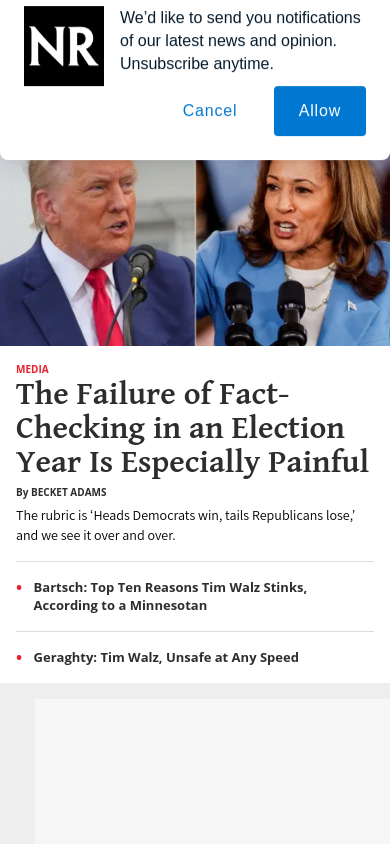 NR
We’d like to send you notifications
of our latest news and opinion.
Unsubscribe anytime.
Cancel
Allow
MEDIA
The Failure of Fact-
Checking in an Election
Year Is Especially Painful
By BECKET ADAMS
The rubric is ‘Heads Democrats win, tails Republicans lose,’
and we see it over and over.
Bartsch: Top Ten Reasons Tim Walz Stinks,
According to a Minnesotan
Geraghty: Tim Walz, Unsafe at Any Speed